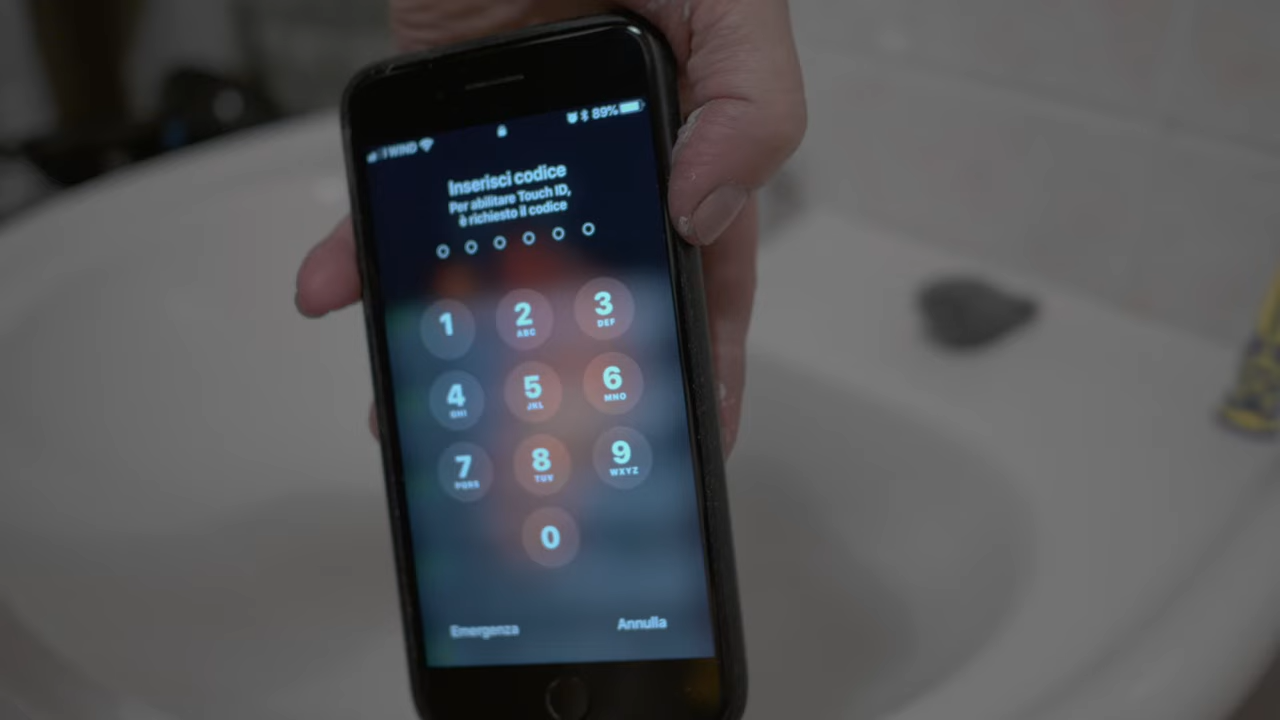 WIND 89%
Inserisci codice
Per abilitare Touch ID,
è richiesto il codice
1 2 3
ABC DEF
4 5 6
GHI JKL MNO
7 8 9
PQRS TUV WXYZ
0
Emergenza Annulla